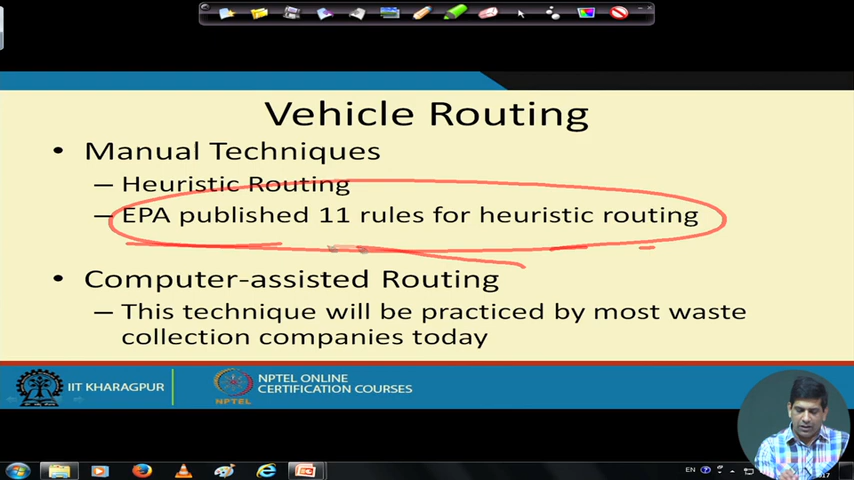 Vehicle Routing
• Manual Techniques
– Heuristic Routing
– EPA published 11 rules for heuristic routing
• Computer-assisted Routing
– This technique will be practiced by most waste
collection companies today
IIT KHARAGPUR
NPTEL
NPTEL ONLINE
CERTIFICATION COURSES
EN